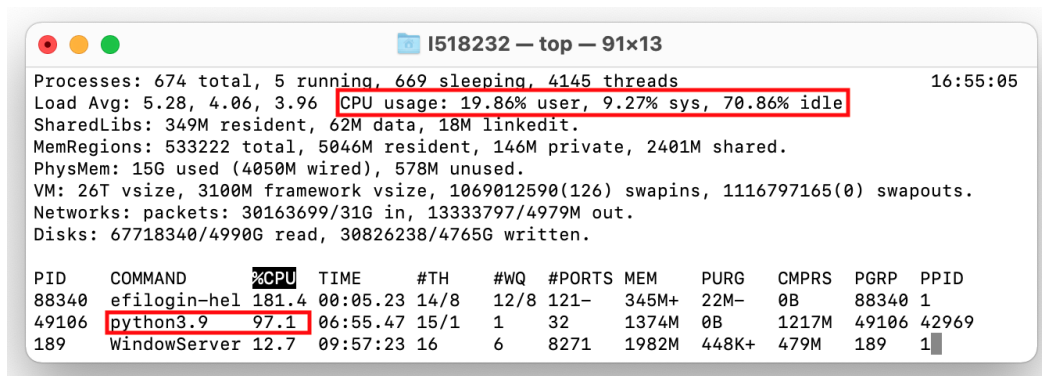 I518232 — top — 91×13
Processes: 674 total, 5 running, 669 sleeping, 4145 threads 16:55:05
Load Avg: 5.28, 4.06, 3.96 CPU usage: 19.86% user, 9.27% sys, 70.86% idle
SharedLibs: 349M resident, 62M data, 18M linkedit.
MemRegions: 533222 total, 5046M resident, 146M private, 2401M shared.
PhysMem: 15G used (4050M wired), 578M unused.
VM: 26T vsize, 3100M framework vsize, 1069012590(126) swapins, 1116797165(0) swapouts.
Networks: packets: 30163699/31G in, 13333797/4979M out.
Disks: 67718340/4990G read, 30826238/4765G written.
PID COMMAND %CPU TIME #TH #WQ #PORTS MEM PURG CMPRS PGRP PPID
88340 efilogin-hel 181.4 00:05.23 14/8 12/8 121- 345M+ 22M- 0B 88340 1
49106 python3.9 97.1 06:55.47 15/1 1 32 1374M 0B 1217M 49106 42969
189 WindowServer 12.7 09:57:23 16 6 8271 1982M 448K+ 479M 189 1